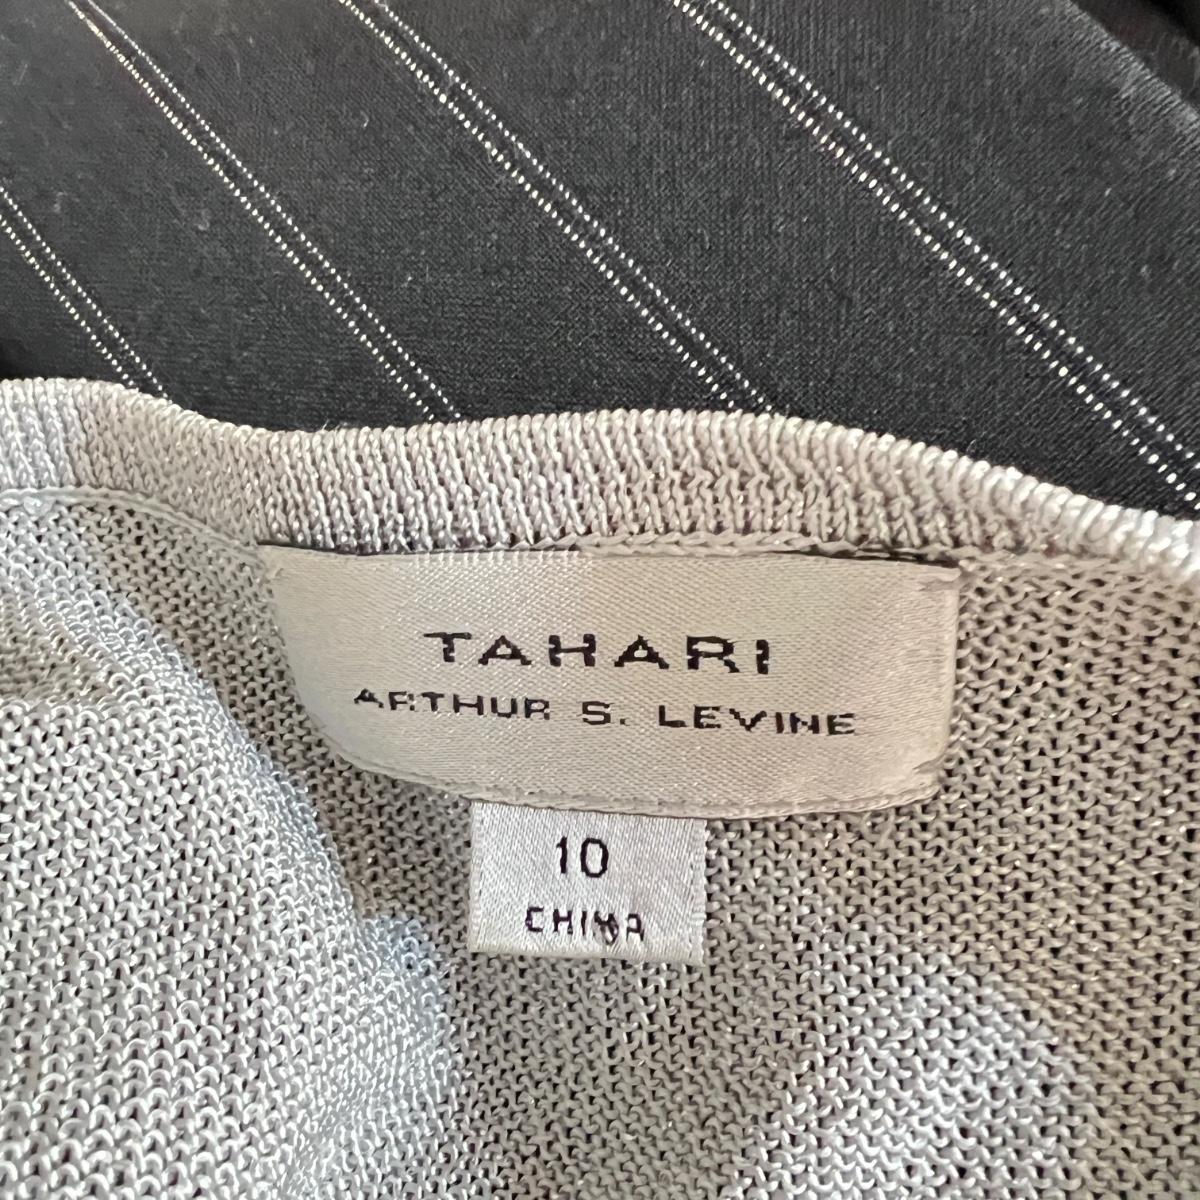 TAHARI
ARTHUR S. LEVINE
10
CHINA